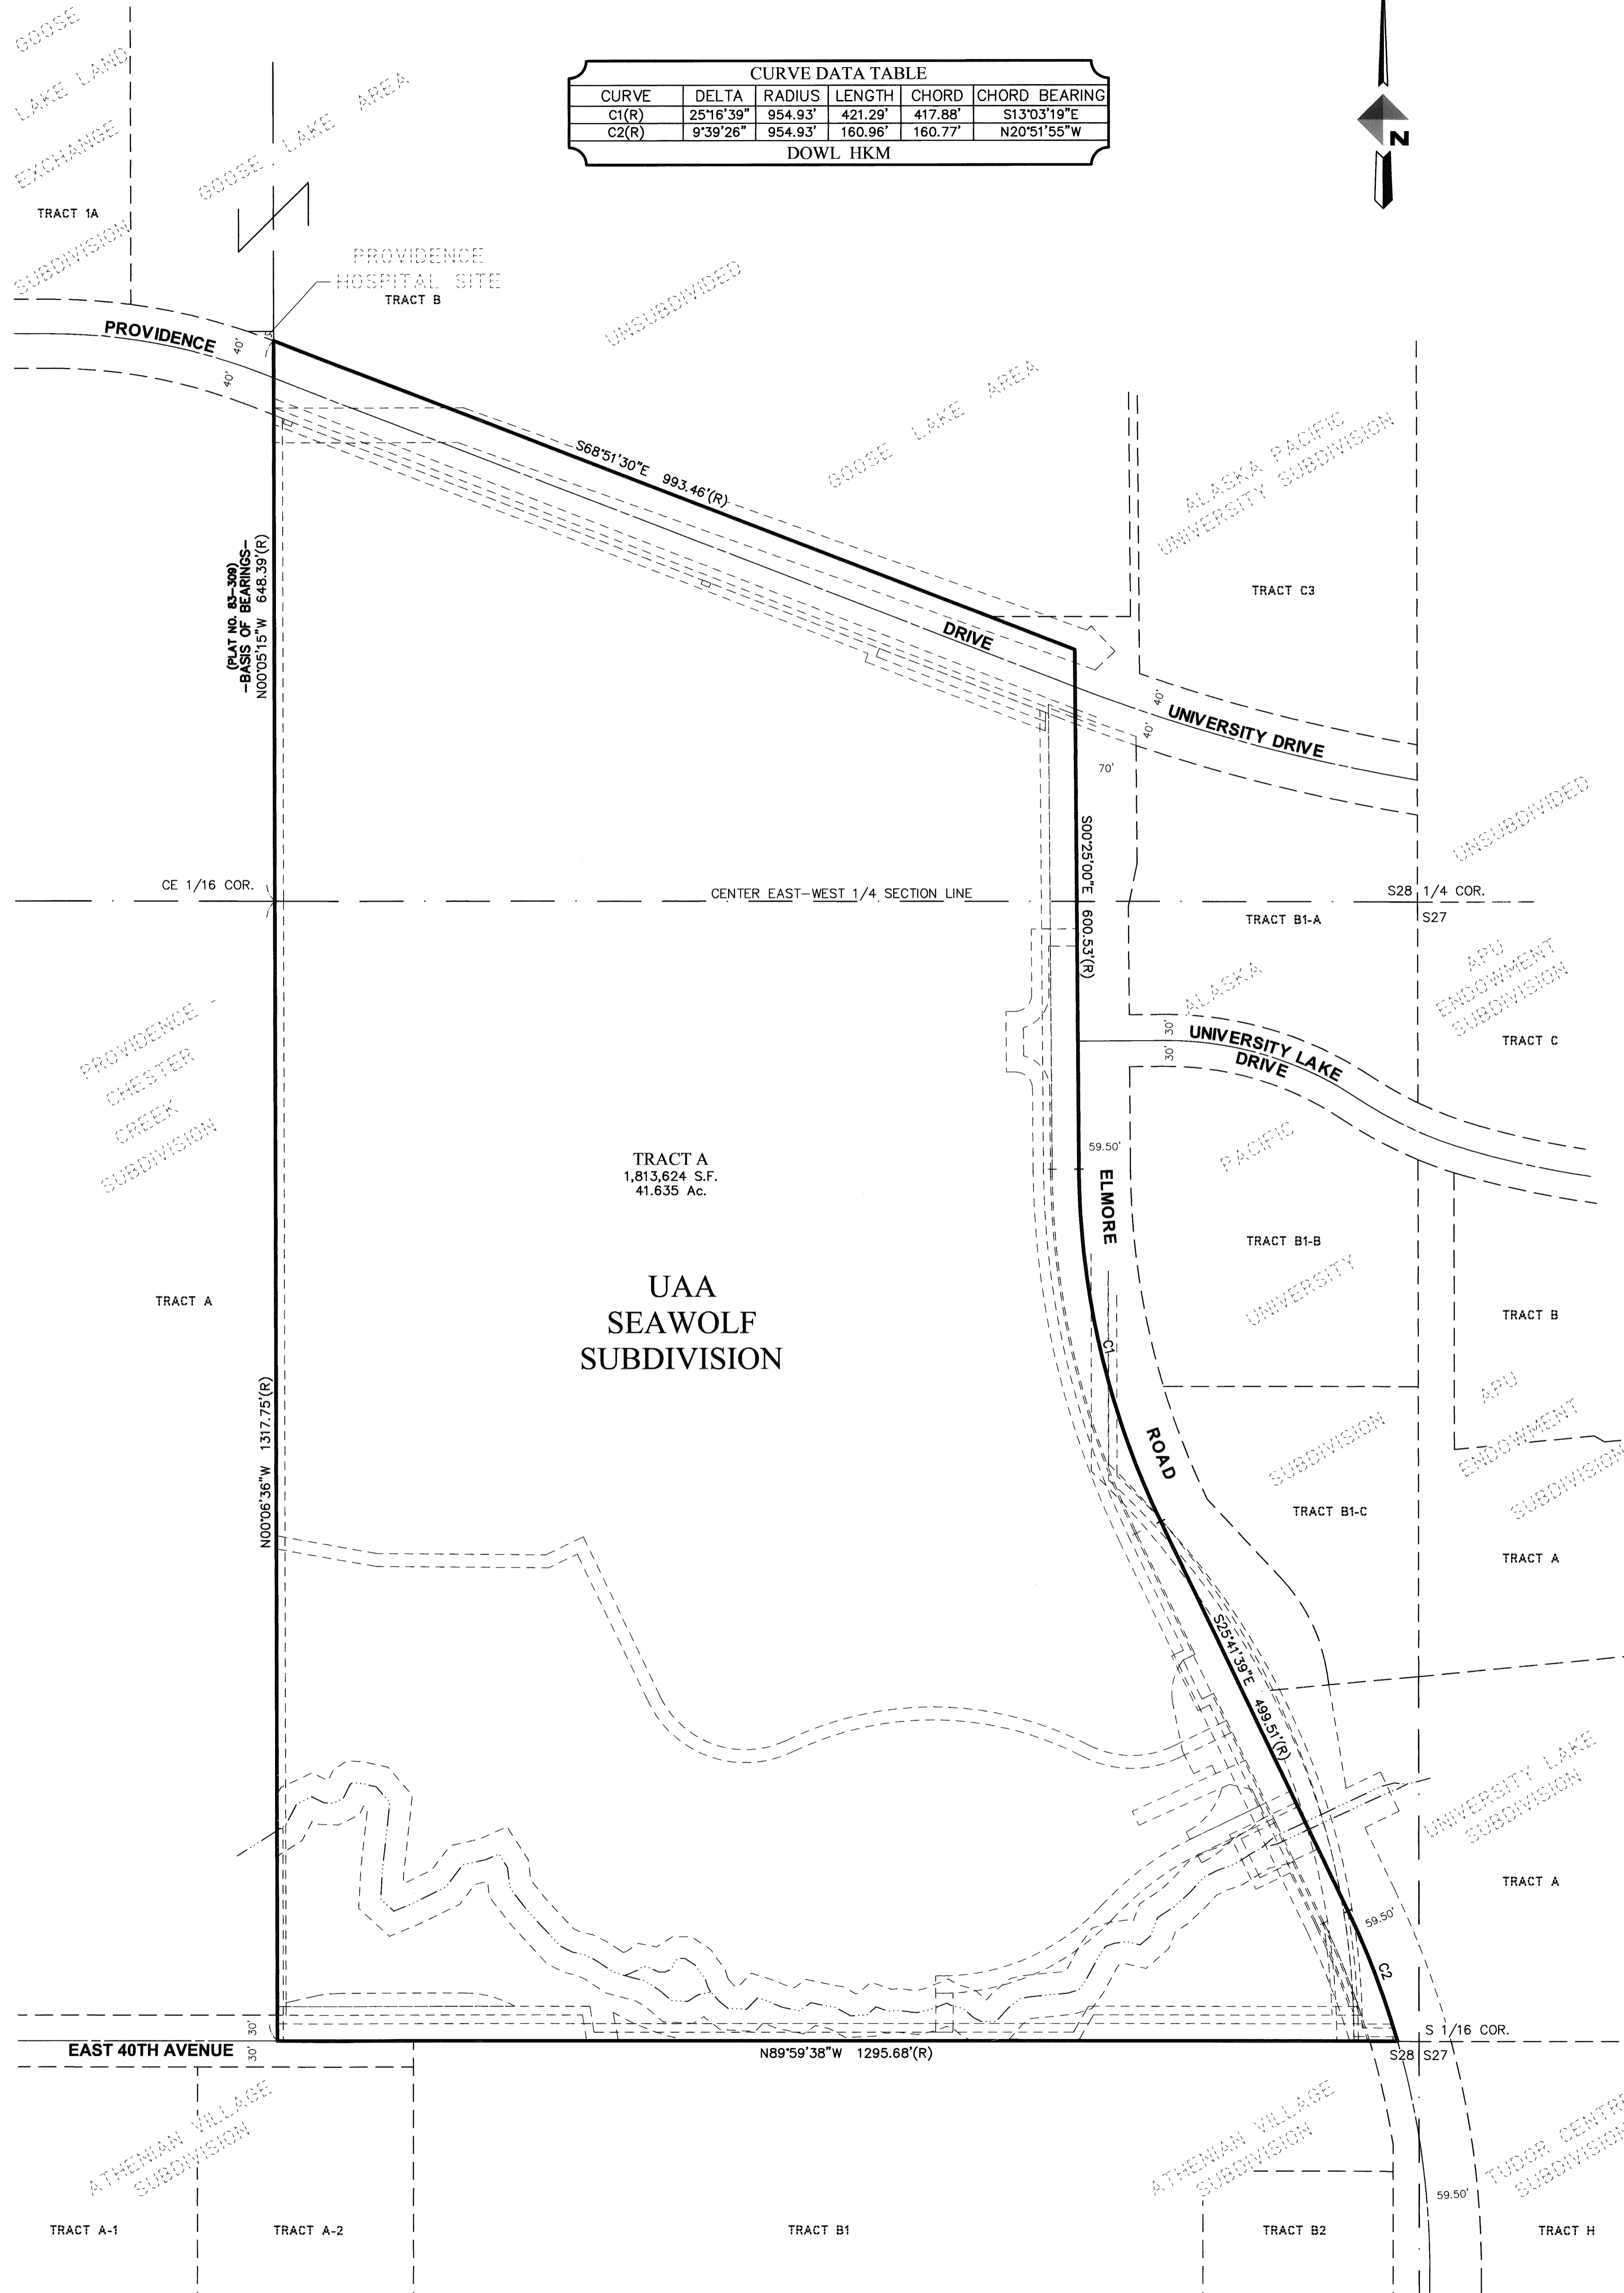 CURVE DATA TABLE
CURVE DELTA RADIUS LENGTH CHORD CHORD BEARING
C1(R) 25°16'39" 954.93' 421.29' 417.88' S13°03'19"E
C2(R) 9°39'26" 954.93' 160.96' 160.77' N20°51'55"W
DOWL HKM
N
GOOSE
LAKE LAND
EXCHANGE
SUBDIVISION
TRACT 1A
GOOSE LAKE AREA
PROVIDENCE
HOSPITAL SITE
TRACT B
UNSUBDIVIDED
GOOSE LAKE AREA
PROVIDENCE
40'
40'
S68°51'30"E 993.46'(R)
DRIVE
ALASKA PACIFIC
UNIVERSITY SUBDIVISION
TRACT C3
40'
40'
UNIVERSITY DRIVE
70'
(PLAT NO. 83-309)
-BASIS OF BEARINGS-
N00°05'15"W 648.39'(R)
S00°25'00"E 600.53'(R)
UNSUBDIVIDED
CE 1/16 COR.
CENTER EAST-WEST 1/4 SECTION LINE
S28 1/4 COR.
S27
TRACT B1-A
APU
ENDOWMENT
SUBDIVISION
TRACT C
ALASKA
30'
30'
UNIVERSITY LAKE
DRIVE
PROVIDENCE -
CHESTER
CREEK
SUBDIVISION
TRACT A
TRACT A
1,813,624 S.F.
41.635 Ac.
UAA
SEAWOLF
SUBDIVISION
59.50'
ELMORE
PACIFIC
TRACT B1-B
UNIVERSITY
TRACT B
C1
ROAD
SUBDIVISION
TRACT B1-C
APU
ENDOWMENT
SUBDIVISION
TRACT A
N00°06'36"W 1317.75'(R)
S25°41'39"E 499.51'(R)
UNIVERSITY LAKE
SUBDIVISION
TRACT A
59.50'
C2
30'
30'
EAST 40TH AVENUE
N89°59'38"W 1295.68'(R)
S 1/16 COR.
S28 S27
ATHENIAN VILLAGE
SUBDIVISION
ATHENIAN VILLAGE
SUBDIVISION
TUDOR CENTRE
SUBDIVISION
59.50'
TRACT A-1
TRACT A-2
TRACT B1
TRACT B2
TRACT H